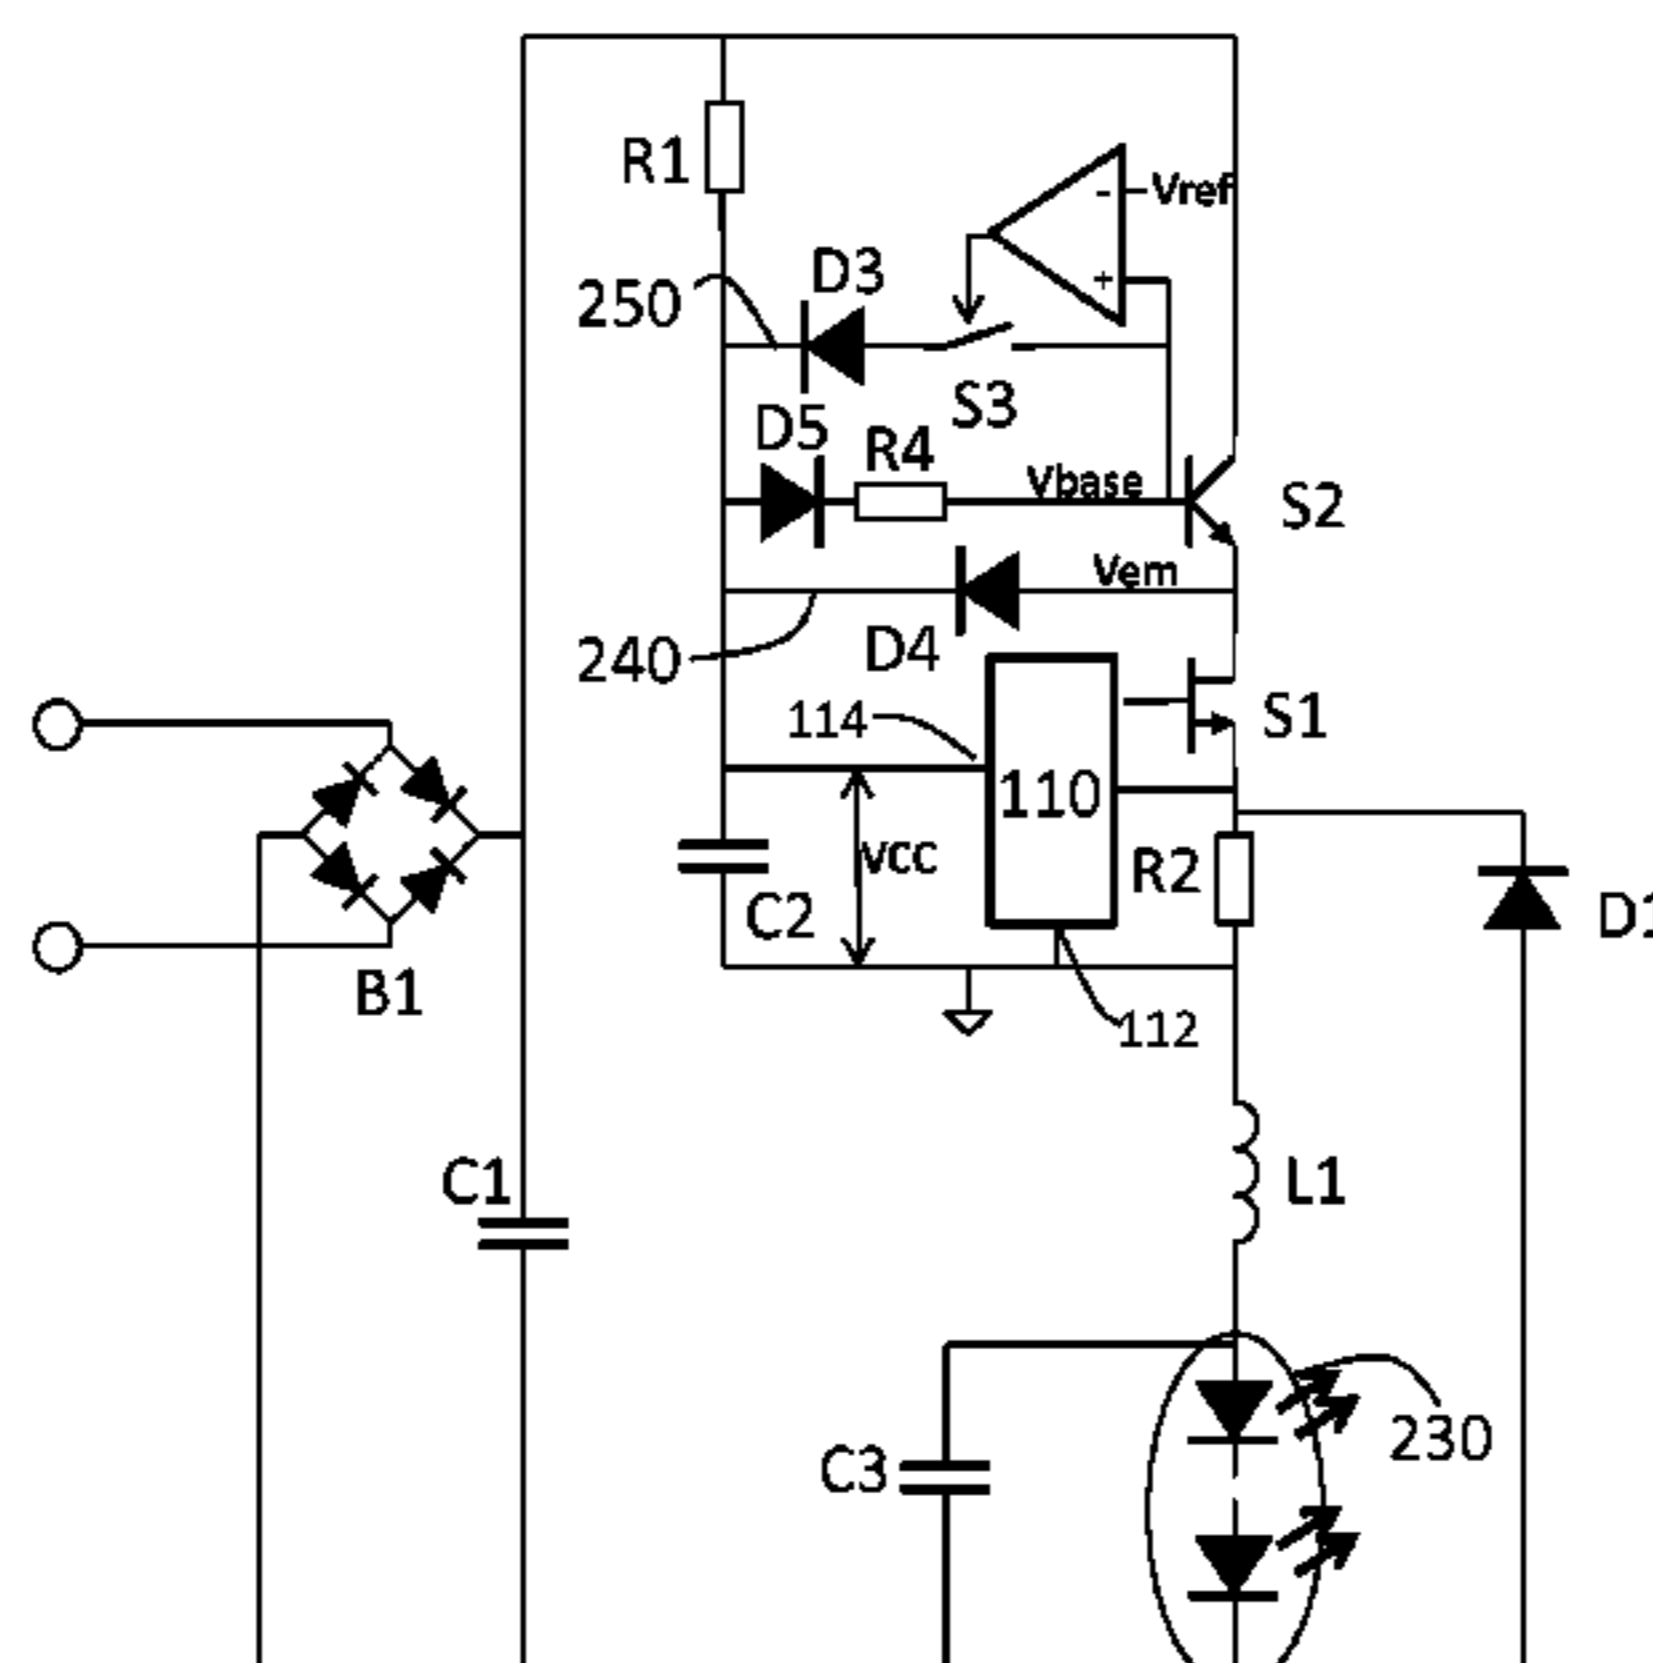 R1
-
Vref
+
D3
250
S3
D5
R4
Vbase
S2
Vem
240
D4
114
S1
110
VCC
R2
C2
D1
B1
112
C1
L1
C3
230